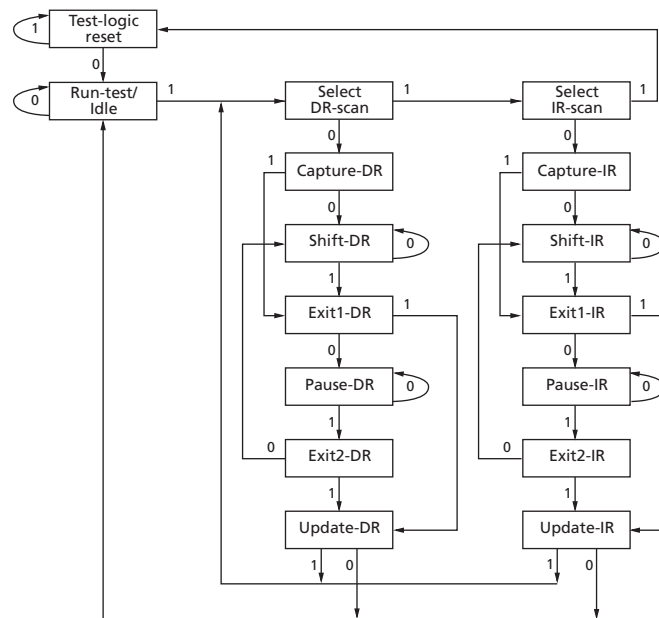 Test-logic
reset
1
0
Run-test/
Idle
0
1
Select
DR-scan
1
Select
IR-scan
1
0
0
1
Capture-DR
1
Capture-IR
0
0
Shift-DR
0
Shift-IR
0
1
1
Exit1-DR
1
Exit1-IR
1
0
0
Pause-DR
0
Pause-IR
0
1
1
0
Exit2-DR
0
Exit2-IR
1
1
Update-DR
Update-IR
1
0
1
0